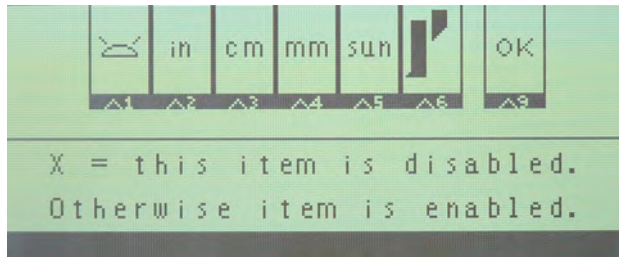 in cm mm sun OK
^1 ^2 ^3 ^4 ^5 ^6 ^9
X = this item is disabled.
Otherwise item is enabled.